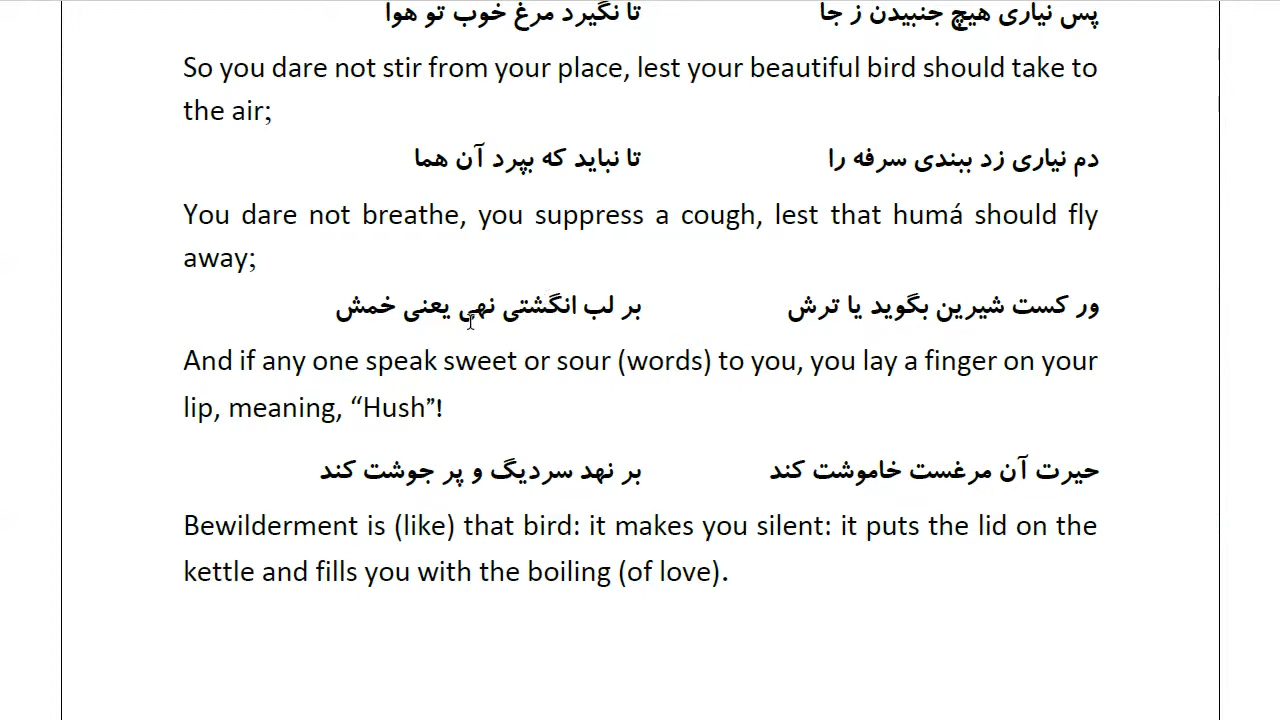 پس نیاری هیچ جنبیدن ز جا تا نگیرد مرغ خوب تو هوا
So you dare not stir from your place, lest your beautiful bird should take to
the air;
دم نیاری زد ببندی سرفه را تا نباید که بپرد آن هما
You dare not breathe, you suppress a cough, lest that humá should fly
away;
ور کست شیرین بگوید یا ترش بر لب انگشتی نهی یعنی خمش
And if any one speak sweet or sour (words) to you, you lay a finger on your
lip, meaning, “Hush”!
حیرت آن مرغست خاموشت کند بر نهد سردیگ و پر جوشت کند
Bewilderment is (like) that bird: it makes you silent: it puts the lid on the
kettle and fills you with the boiling (of love).